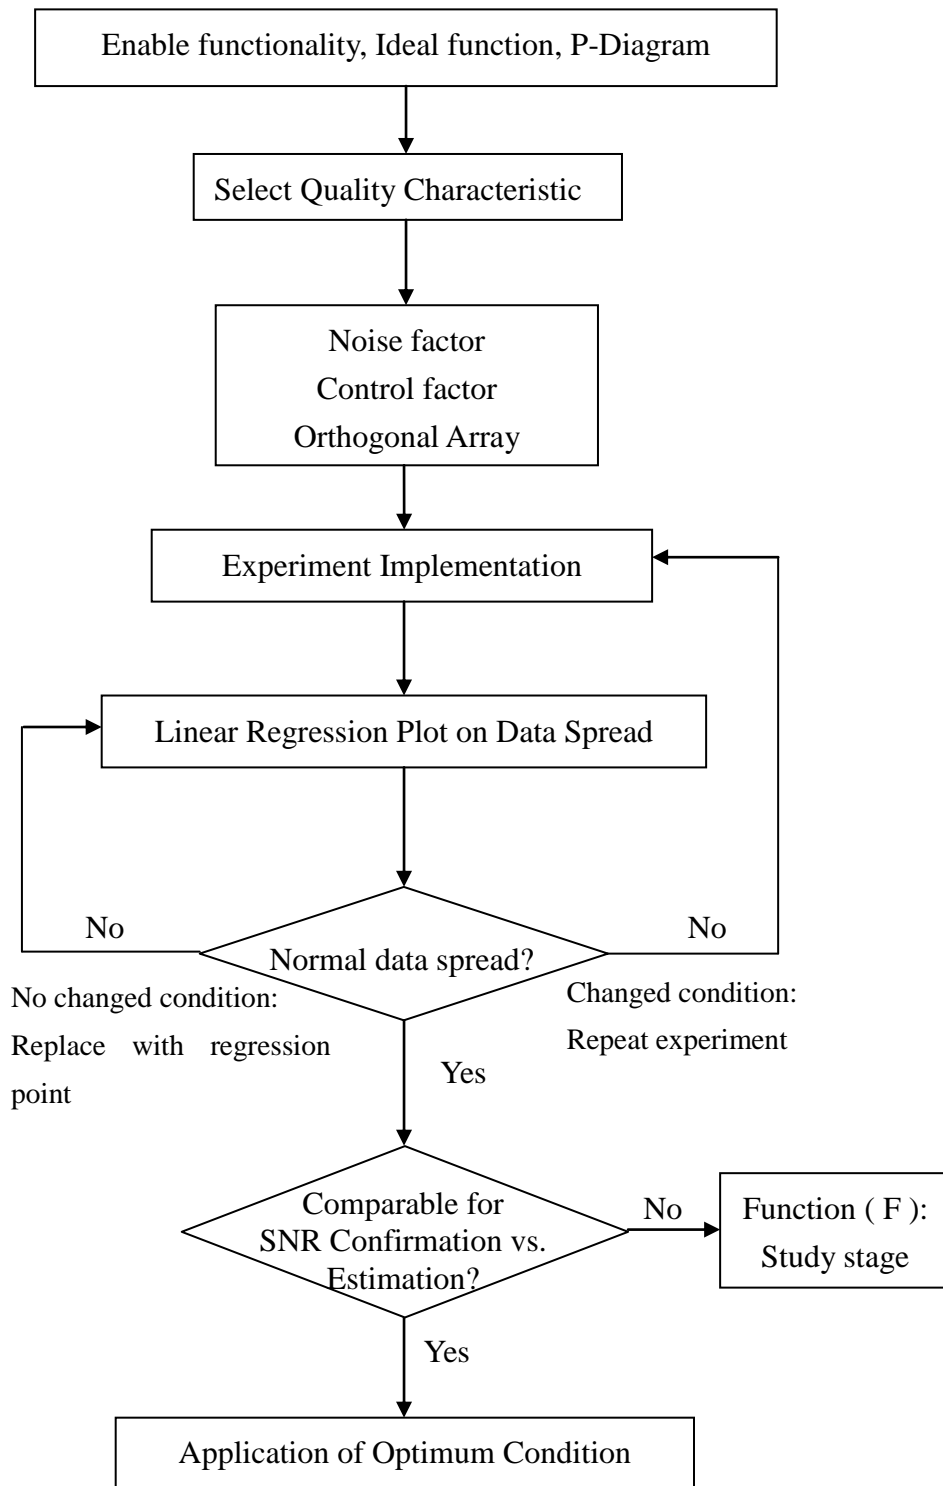 Enable functionality, Ideal function, P-Diagram
Select Quality Characteristic
Noise factor
Control factor
Orthogonal Array
Experiment Implementation
Linear Regression Plot on Data Spread
No
No
Normal data spread?
No changed condition:
Replace with regression
point
Changed condition:
Repeat experiment
Yes
Comparable for
SNR Confirmation vs.
Estimation?
No
Function ( F ):
Study stage
Yes
Application of Optimum Condition